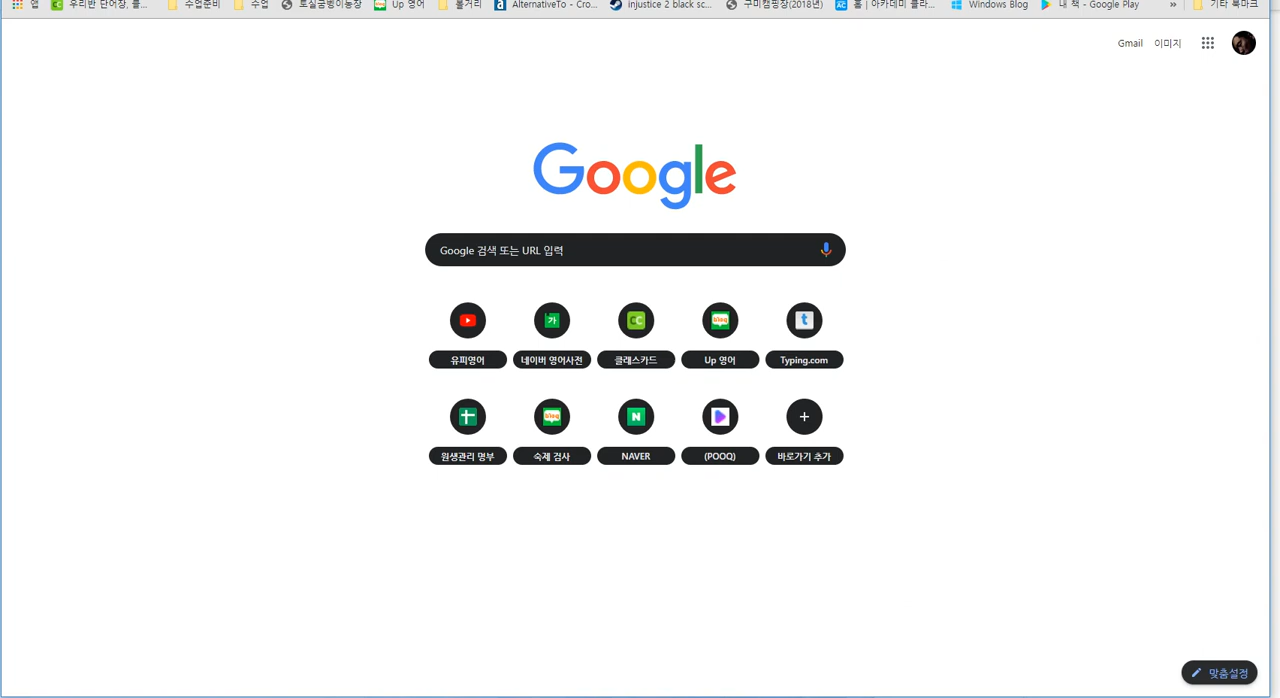 앱 우리반 단어장, 클... 수업준비 수업 토실굼벵이농장 Up 영어 볼거리 AlternativeTo - Cro... injustice 2 black sc... 구미캠핑장(2018년) 홈 | 아카데미 클라... Windows Blog 내 책 - Google Play » 기타 북마크
Gmail 이미지
Google
Google 검색 또는 URL 입력
유피영어 네이버 영어사전 클래스카드 Up 영어 Typing.com
원생관리 명부 숙제 검사 NAVER (POOQ) 바로가기 추가
맞춤설정